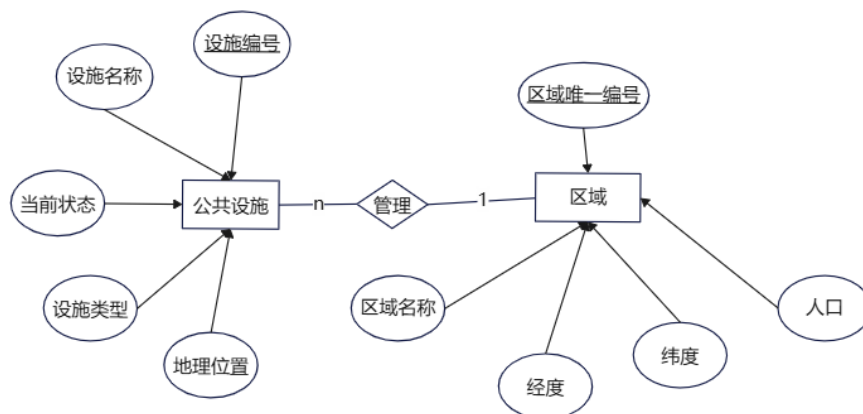 设施编号
设施名称
区域唯一编号
当前状态
公共设施
n
管理
1
区域
设施类型
区域名称
人口
地理位置
经度
纬度